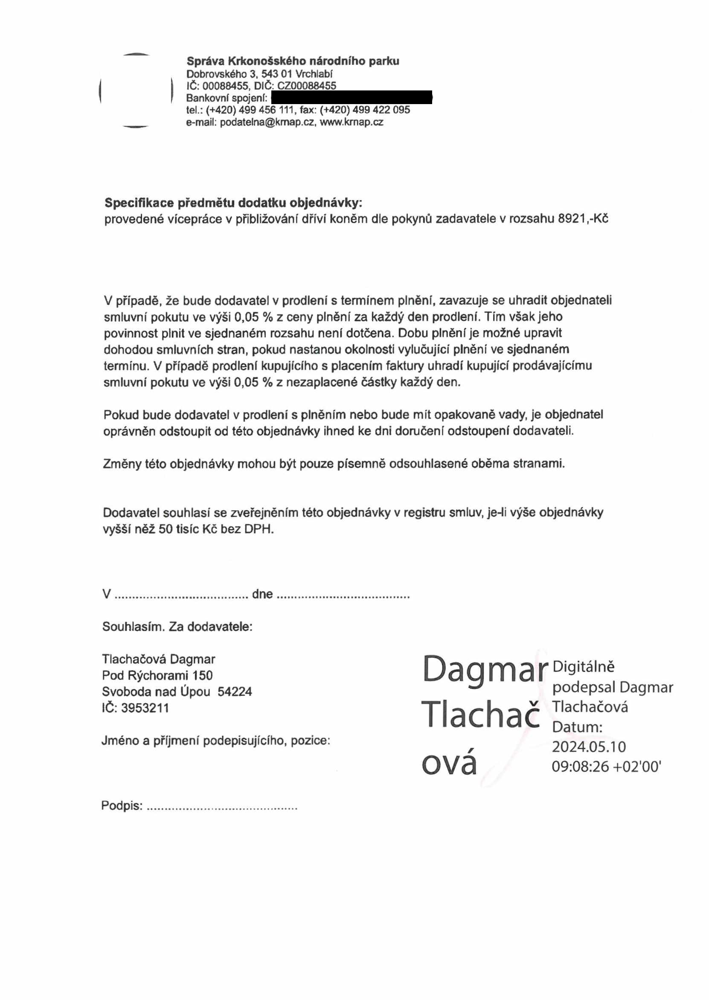 Správa Krkonošského národního parku
Dobrovského 3, 543 01 Vrchlabí
IČ: 00088455, DIČ: CZ00088455
Bankovní spojení:
tel.: (+420) 499 456 111, fax: (+420) 499 422 095
e-mail: podatelna@krnap.cz, www.krnap.cz
Specifikace předmětu dodatku objednávky:
provedené vícepráce v přibližování dříví koněm dle pokynů zadavatele v rozsahu 8921,-Kč
V případě, že bude dodavatel v prodlení s termínem plnění, zavazuje se uhradit objednateli
smluvní pokutu ve výši 0,05 % z ceny plnění za každý den prodlení. Tím však jeho
povinnost plnit ve sjednaném rozsahu není dotčena. Dobu plnění je možné upravit
dohodou smluvních stran, pokud nastanou okolnosti vylučující plnění ve sjednaném
termínu. V případě prodlení kupujícího s placením faktury uhradí kupující prodávajícímu
smluvní pokutu ve výši 0,05 % z nezaplacené částky každý den.
Pokud bude dodavatel v prodlení s plněním nebo bude mít opakovaně vady, je objednatel
oprávněn odstoupit od této objednávky ihned ke dni doručení odstoupení dodavateli.
Změny této objednávky mohou být pouze písemně odsouhlasené oběma stranami.
Dodavatel souhlasí se zveřejněním této objednávky v registru smluv, je-li výše objednávky
vyšší něž 50 tisíc Kč bez DPH.
V ...................................... dne ......................................
Souhlasím. Za dodavatele:
Tlachačová Dagmar
Pod Rýchorami 150
Svoboda nad Úpou  54224
IČ: 3953211
Jméno a příjmení podepisujícího, pozice:
Dagmar
Tlachač
ová
Digitálně
podepsal Dagmar
Tlachačová
Datum:
2024.05.10
09:08:26 +02'00'
Podpis: ..........................................